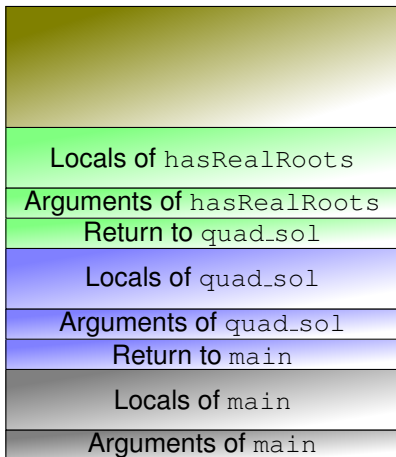 Locals of hasRealRoots
Arguments of hasRealRoots
Return to quad_sol
Locals of quad_sol
Arguments of quad_sol
Return to main
Locals of main
Arguments of main